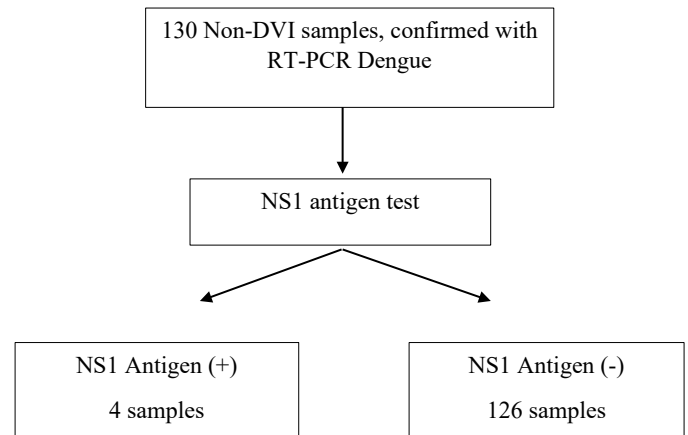 130 Non-DVI samples, confirmed with
RT-PCR Dengue
NS1 antigen test
NS1 Antigen (+)
4 samples
NS1 Antigen (-)
126 samples